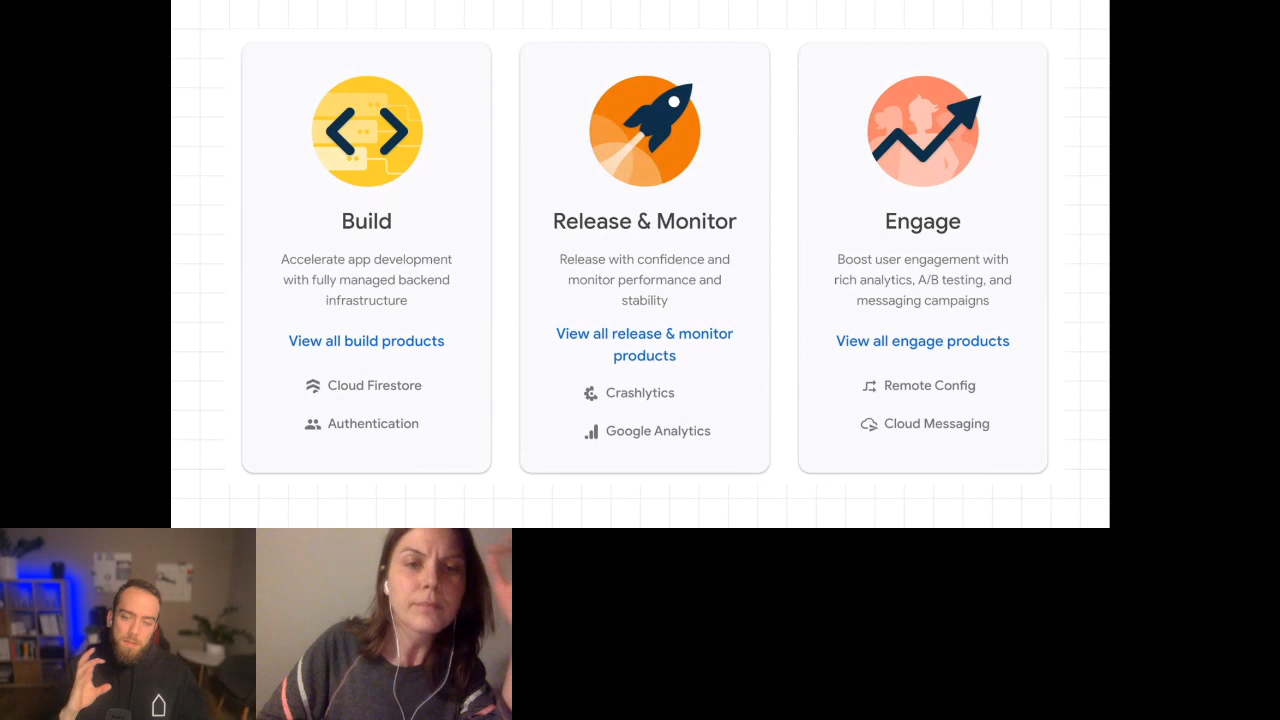 Build
Accelerate app development
with fully managed backend
infrastructure
View all build products
Cloud Firestore
Authentication
Release & Monitor
Release with confidence and
monitor performance and
stability
View all release & monitor
products
Crashlytics
Google Analytics
Engage
Boost user engagement with
rich analytics, A/B testing, and
messaging campaigns
View all engage products
Remote Config
Cloud Messaging